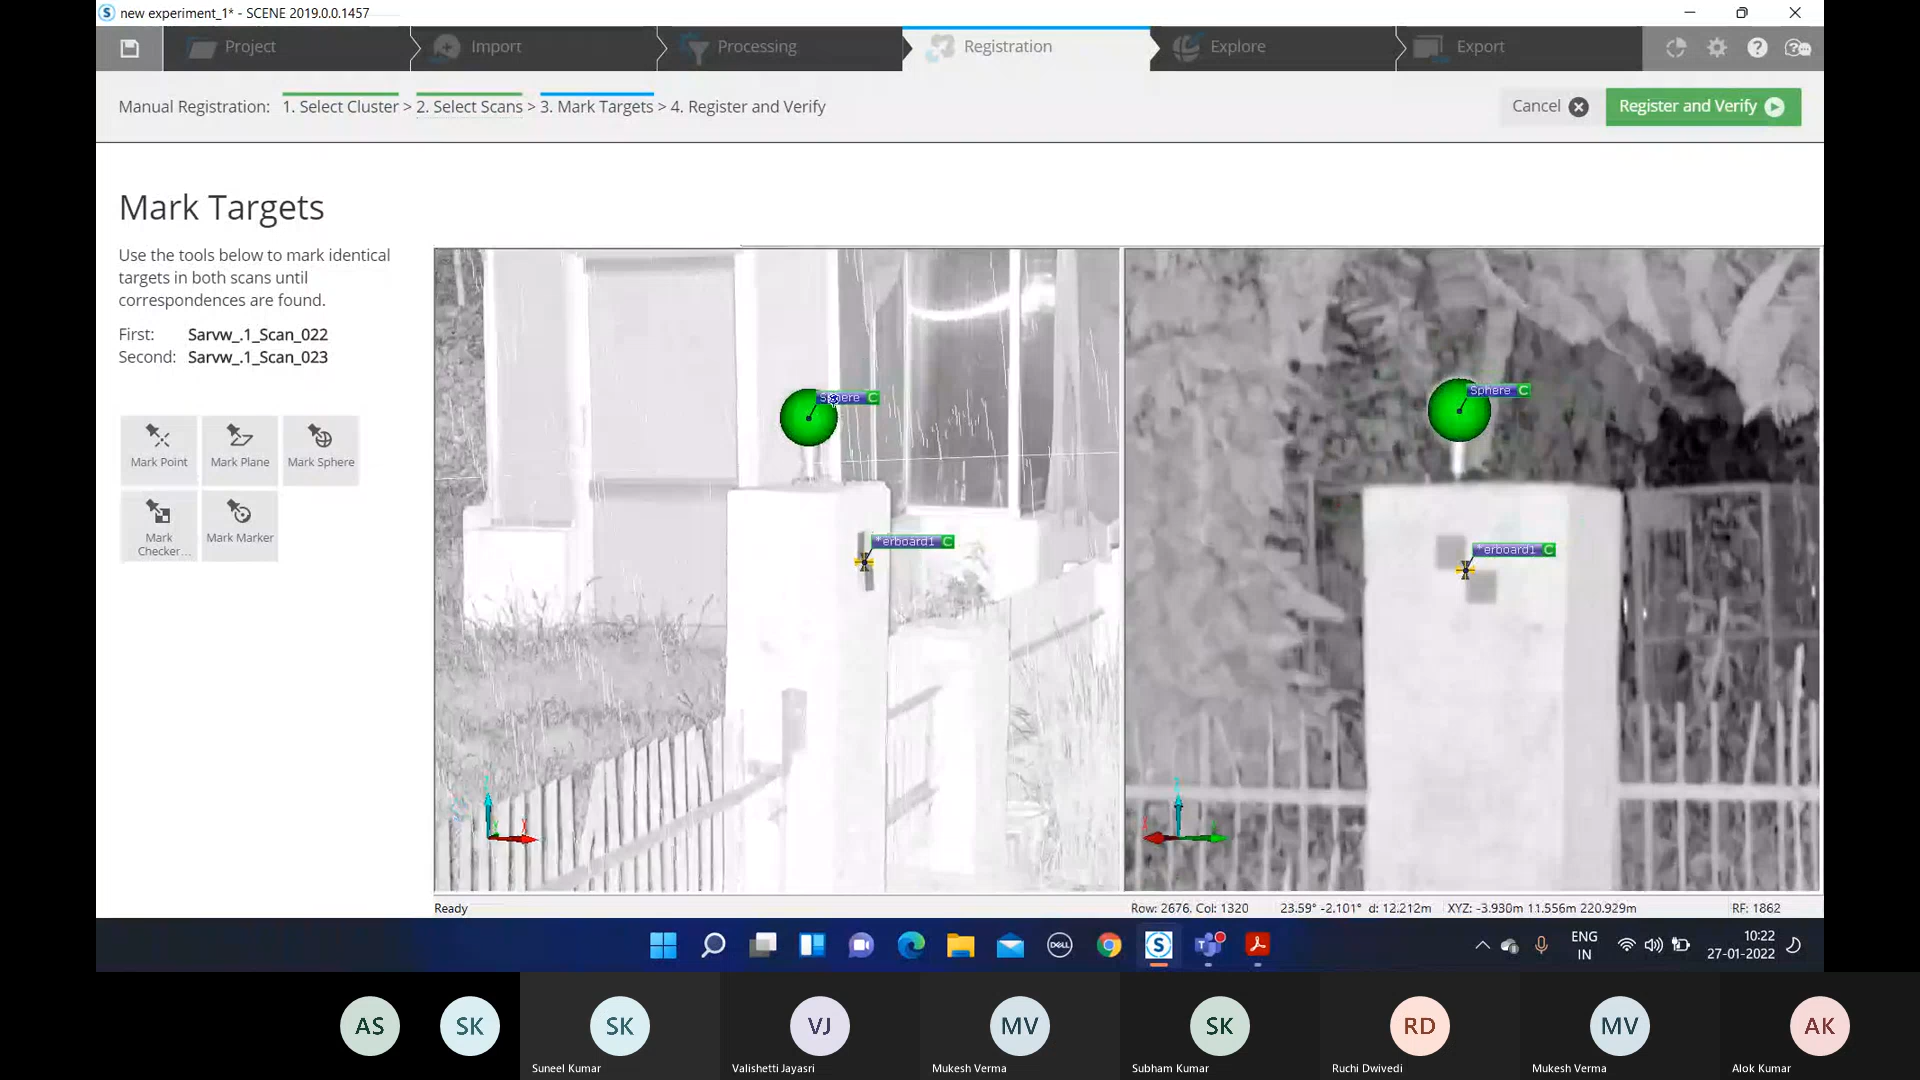 new experiment_1* - SCENE 2019.0.0.1457
Project
Import
Processing
Registration
Explore
Export
Manual Registration: 1. Select Cluster > 2. Select Scans > 3. Mark Targets > 4. Register and Verify
Cancel
Register and Verify
Mark Targets
Use the tools below to mark identical
targets in both scans until
correspondences are found.
First: Sarvw_.1_Scan_022
Second: Sarvw_.1_Scan_023
Mark Point
Mark Plane
Mark Sphere
Mark
Checker...
Mark Marker
Sphere C
*erboard1 C
Sphere C
*erboard1 C
Ready
Row: 2676, Col: 1320
23.59° -2.101° d: 12.212m
XYZ: -3.930m 11.556m 220.929m
RF: 1862
DELL
ENG
IN
10:22
27-01-2022
AS
SK
SK
VJ
MV
SK
RD
MV
AK
Suneel Kumar
Valishetti Jayasri
Mukesh Verma
Subham Kumar
Ruchi Dwivedi
Mukesh Verma
Alok Kumar